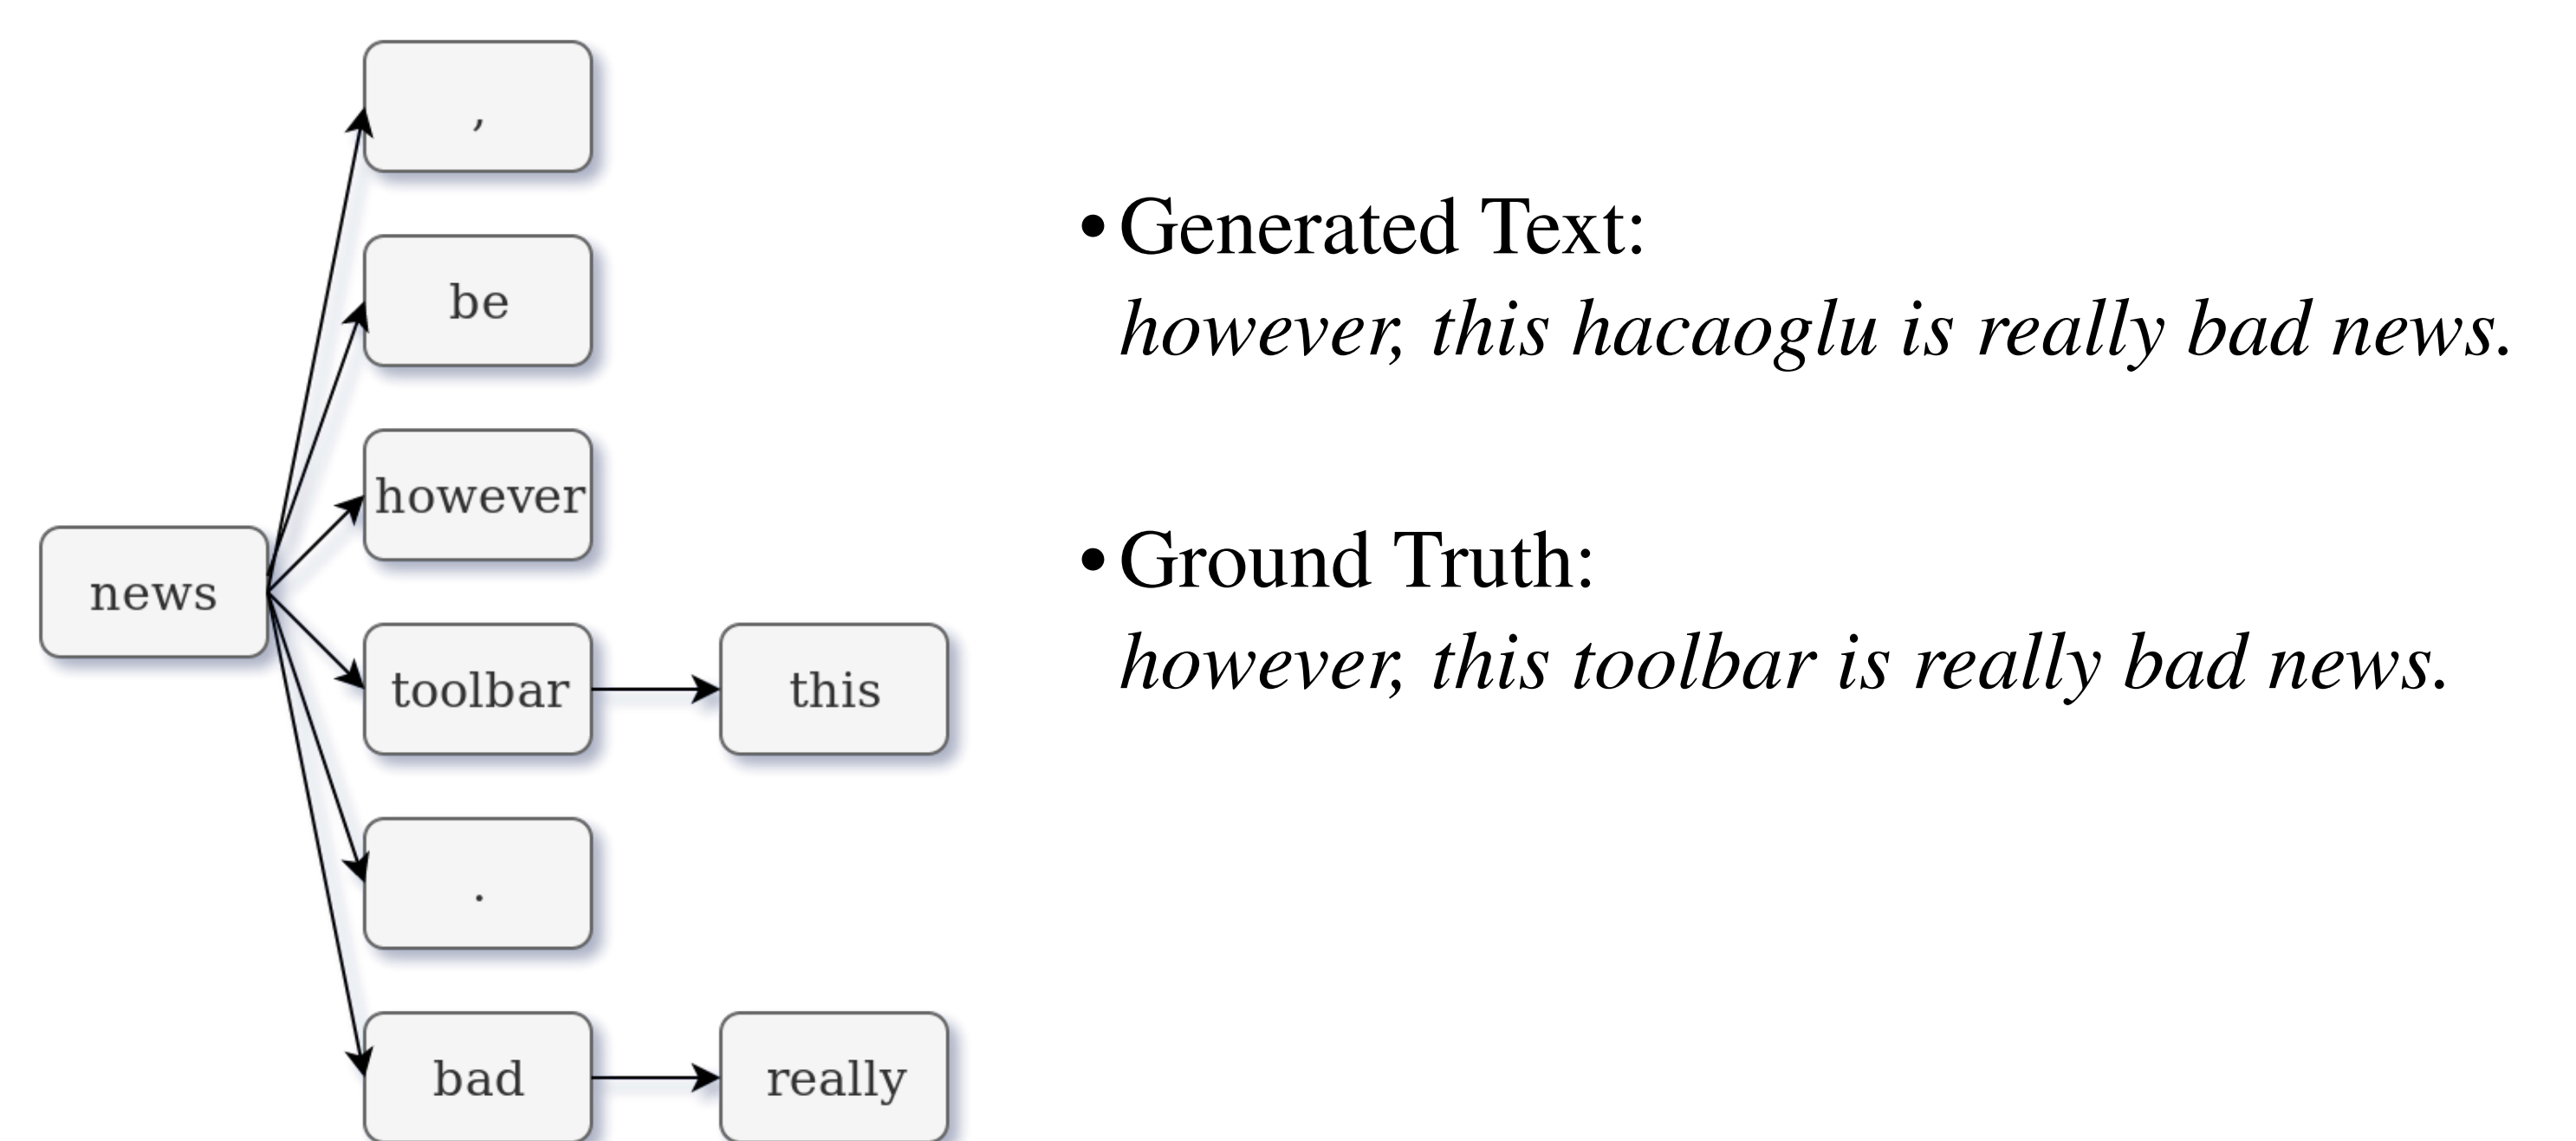 ,
be
however
news
toolbar
this
.
bad
really
• Generated Text:
however, this hacaoglu is really bad news.
• Ground Truth:
however, this toolbar is really bad news.